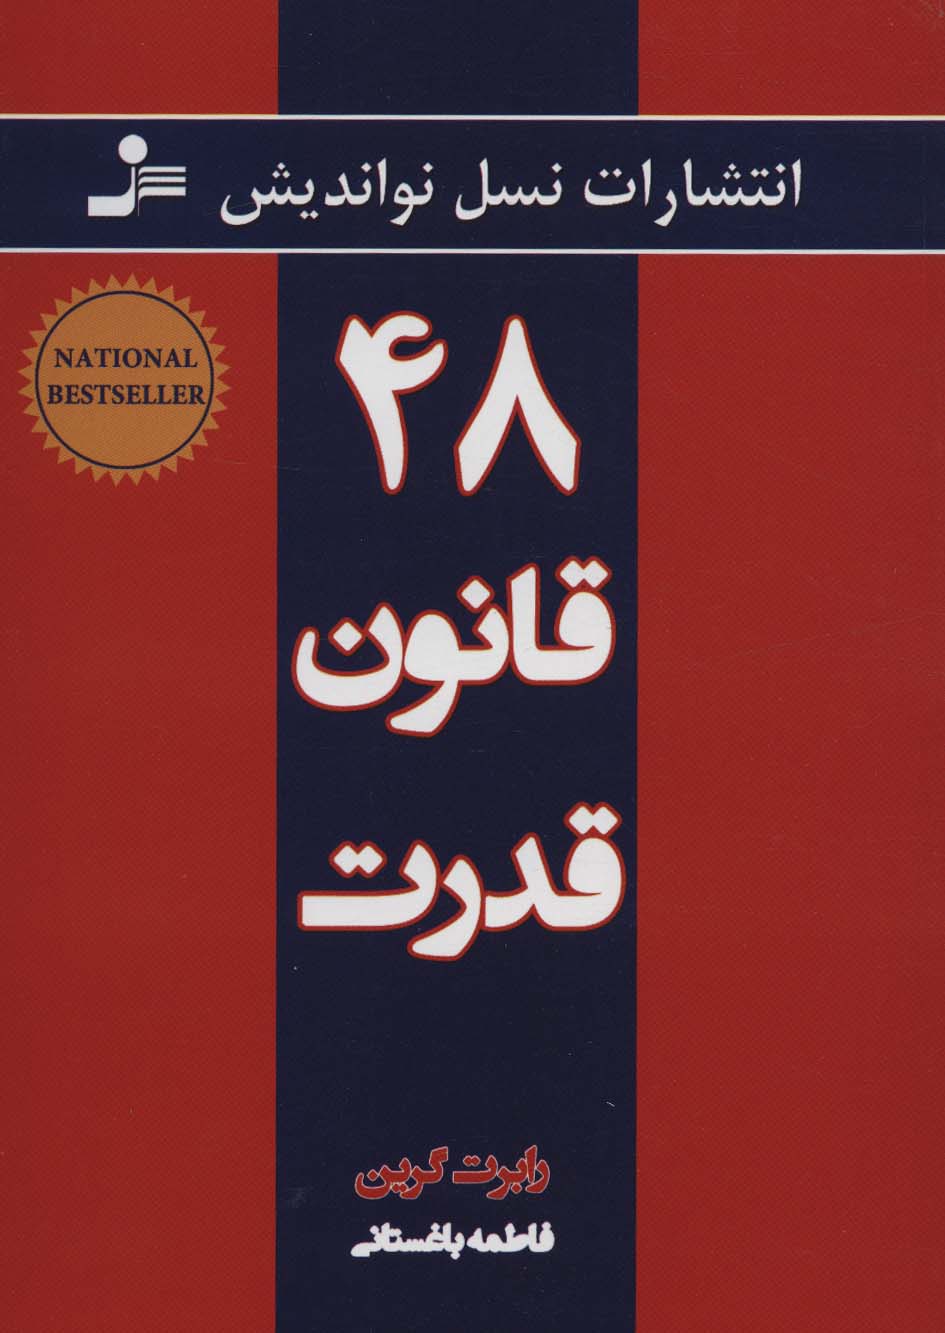 انتشارات نسل نواندیش
NATIONAL
BESTSELLER
۴۸
قانون
قدرت
رابرت گرین
فاطمه باغستانی